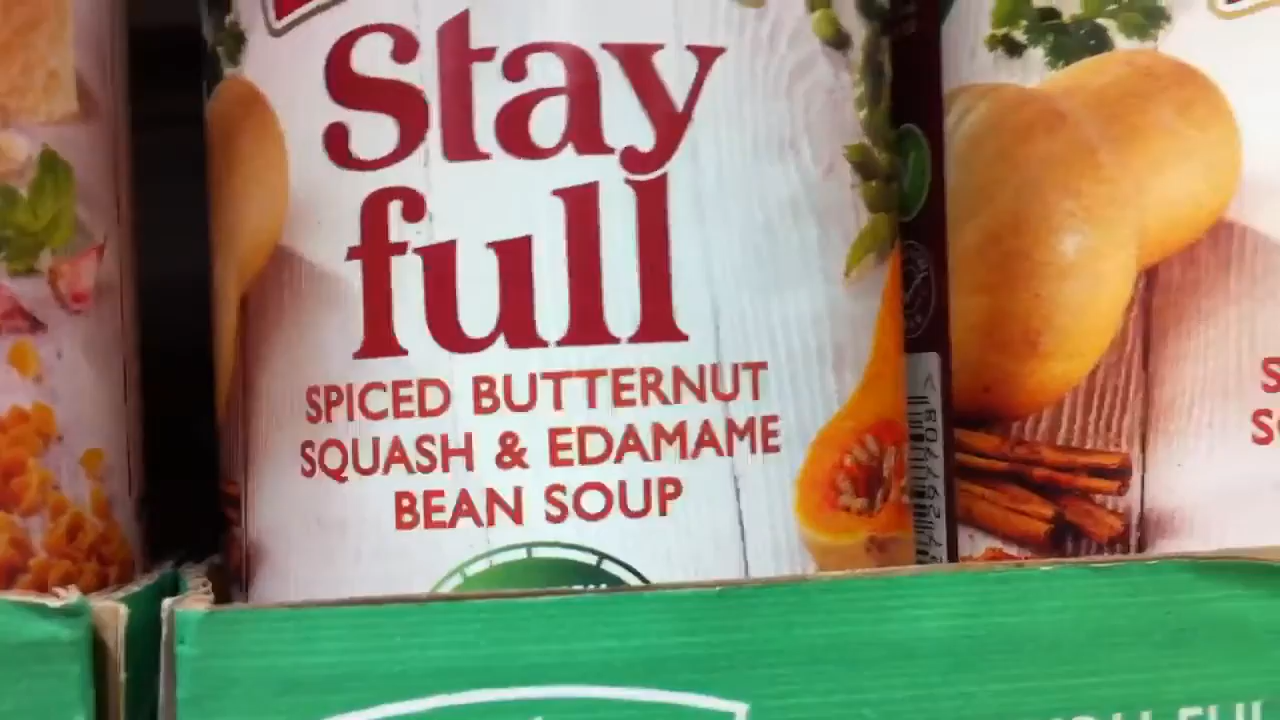 Stay
full
SPICED BUTTERNUT
SQUASH & EDAMAME
BEAN SOUP